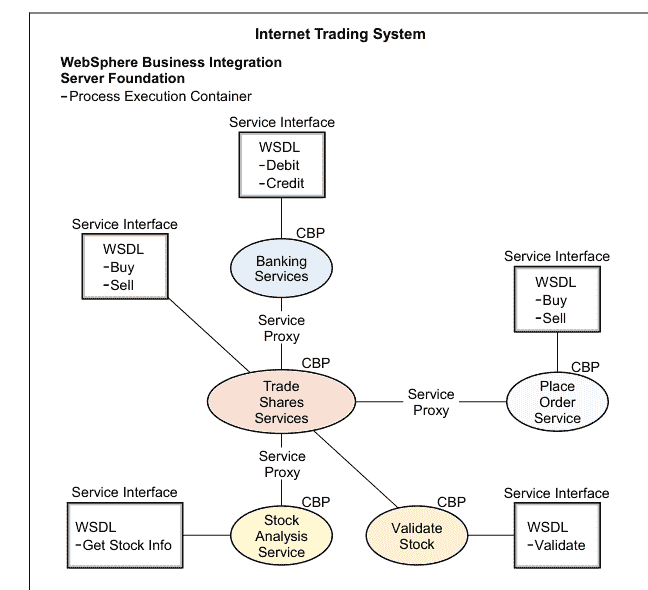 Internet Trading System
WebSphere Business Integration
Server Foundation
–Process Execution Container
Service Interface
WSDL
–Debit
–Credit
CBP
Banking
Services
Service Interface
WSDL
–Buy
–Sell
Service Interface
WSDL
–Buy
–Sell
Service
Proxy
CBP
Trade
Shares
Services
Service
Proxy
CBP
Place
Order
Service
Service
Proxy
Service Interface
WSDL
–Get Stock Info
CBP
Stock
Analysis
Service
CBP
Validate
Stock
Service Interface
WSDL
–Validate